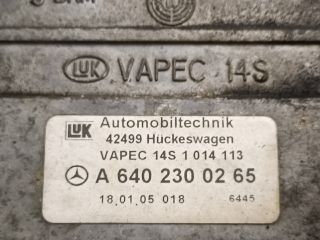 LUK VAPEC 14S
LUK Automobiltechnik
42499 Hückeswagen
VAPEC 14S 1 014 113
A 640 230 02 65
18.01.05 018 6445